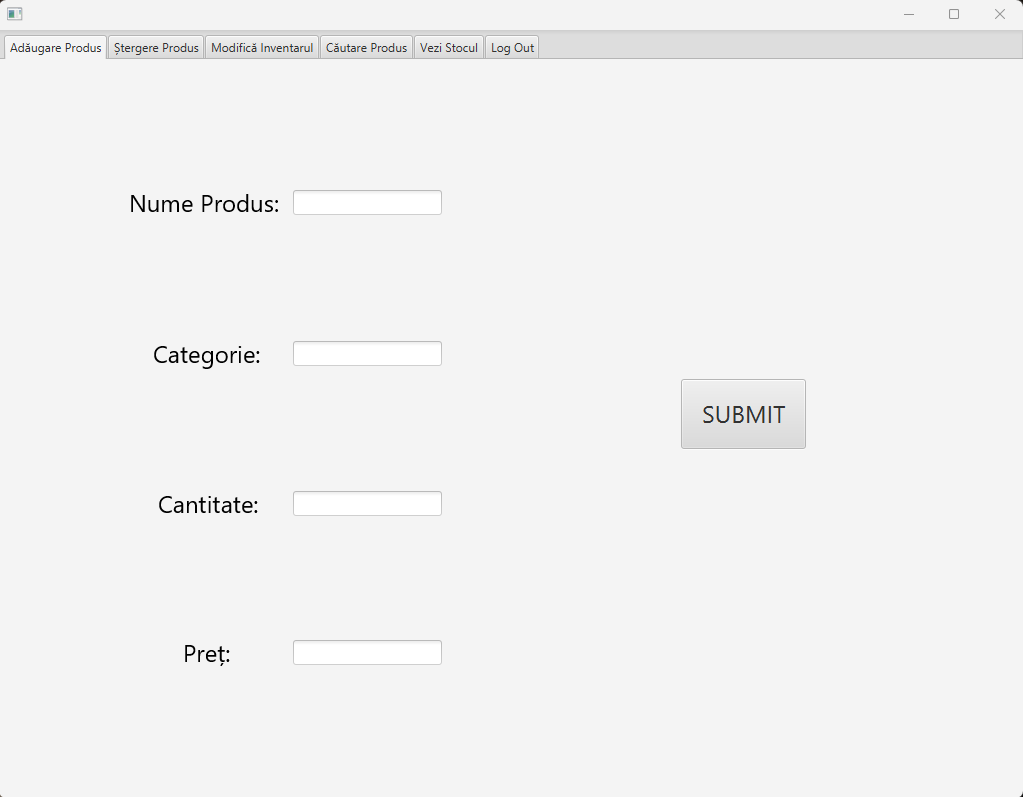 Adăugare Produs Ștergere Produs Modifică Inventarul Căutare Produs Vezi Stocul Log Out
Nume Produs:
Categorie:
SUBMIT
Cantitate:
Preț: